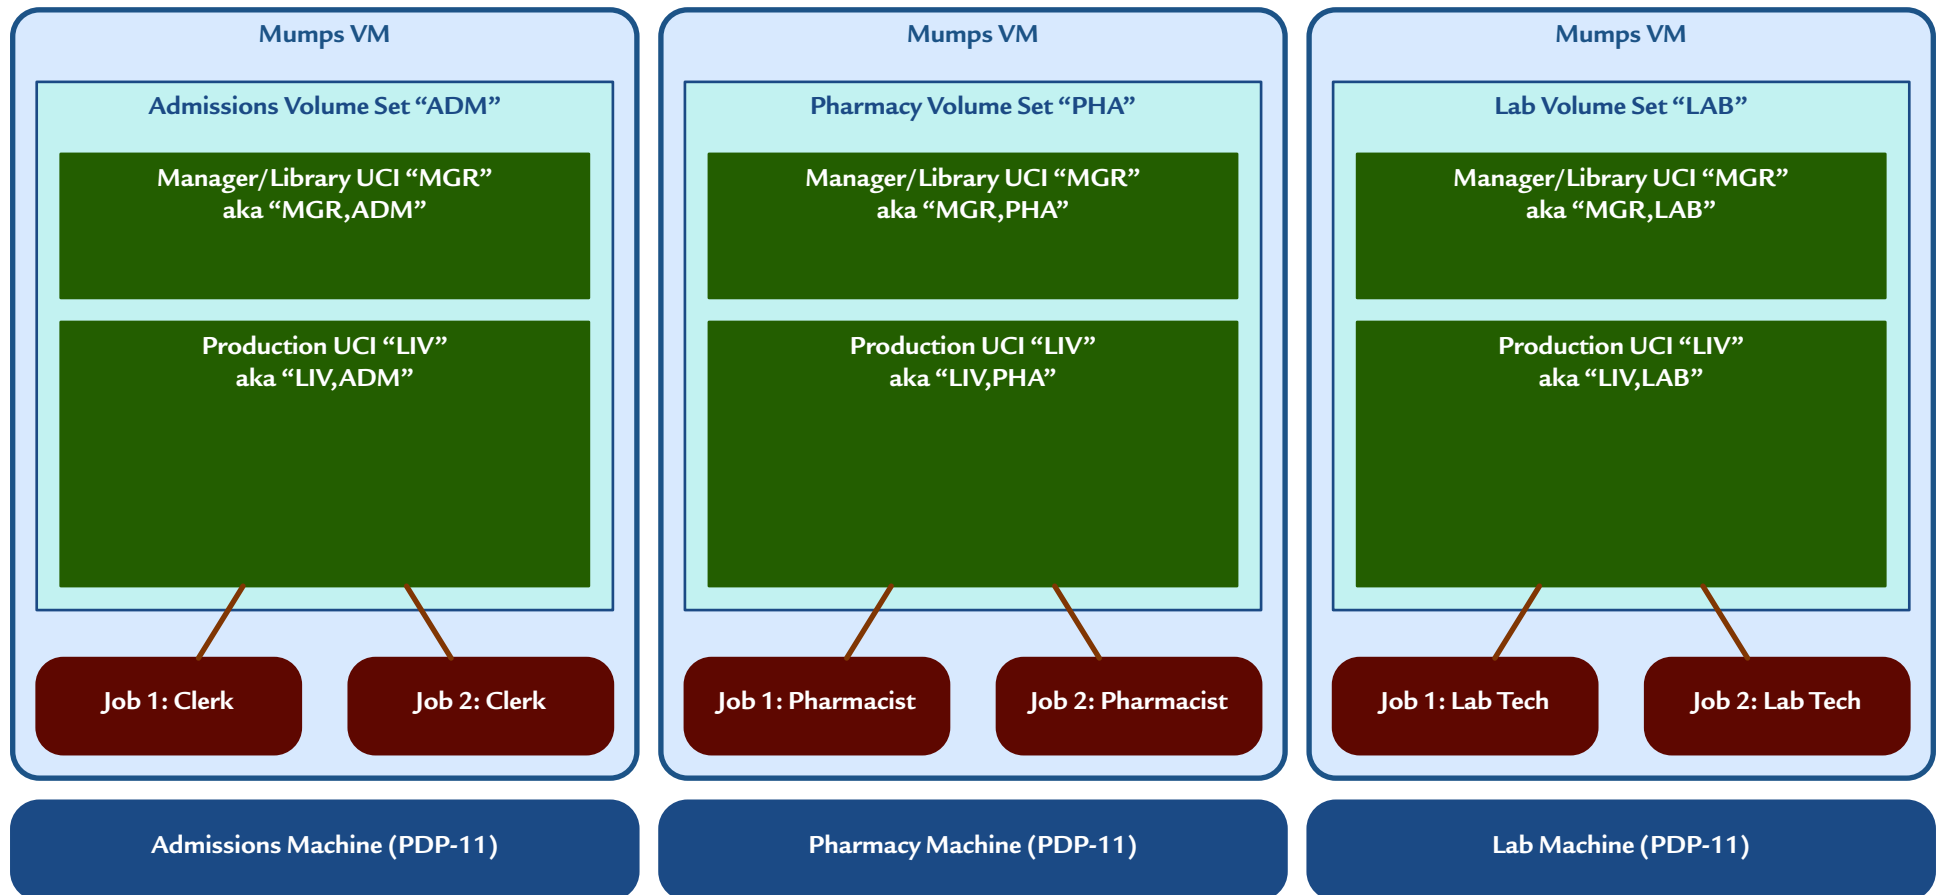 Mumps VM
Admissions Volume Set “ADM”
Manager/Library UCI “MGR”
aka “MGR,ADM”
Production UCI “LIV”
aka “LIV,ADM”
Job 1: Clerk
Job 2: Clerk
Admissions Machine (PDP-11)
Mumps VM
Pharmacy Volume Set “PHA”
Manager/Library UCI “MGR”
aka “MGR,PHA”
Production UCI “LIV”
aka “LIV,PHA”
Job 1: Pharmacist
Job 2: Pharmacist
Pharmacy Machine (PDP-11)
Mumps VM
Lab Volume Set “LAB”
Manager/Library UCI “MGR”
aka “MGR,LAB”
Production UCI “LIV”
aka “LIV,LAB”
Job 1: Lab Tech
Job 2: Lab Tech
Lab Machine (PDP-11)